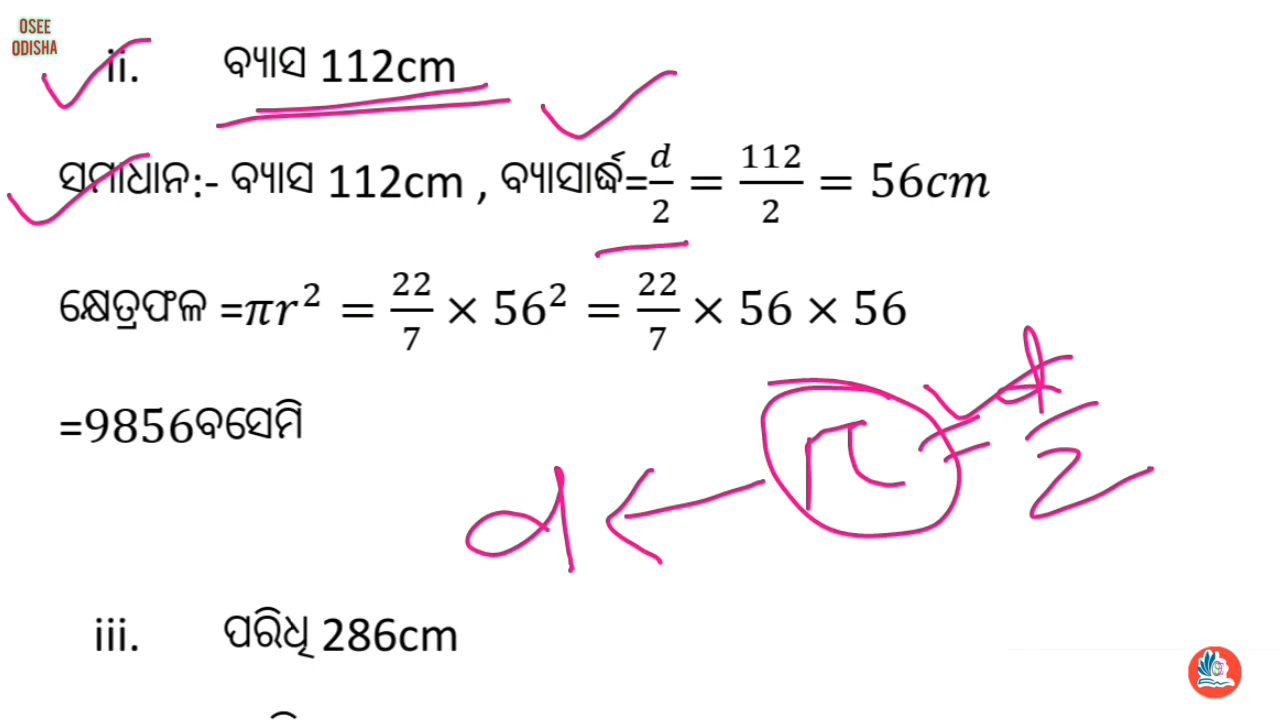 OSEE
ODISHA
ii. ବ୍ୟାସ 112cm
ସମାଧାନ:- ବ୍ୟାସ 112cm , ବ୍ୟାସାର୍ଦ୍ଧ=d/2 = 112/2 = 56cm
କ୍ଷେତ୍ରଫଳ =πr² = 22/7 × 56² = 22/7 × 56 × 56
=9856ବସେମି
π = d/2
d ←
iii. ପରିଧି 286cm